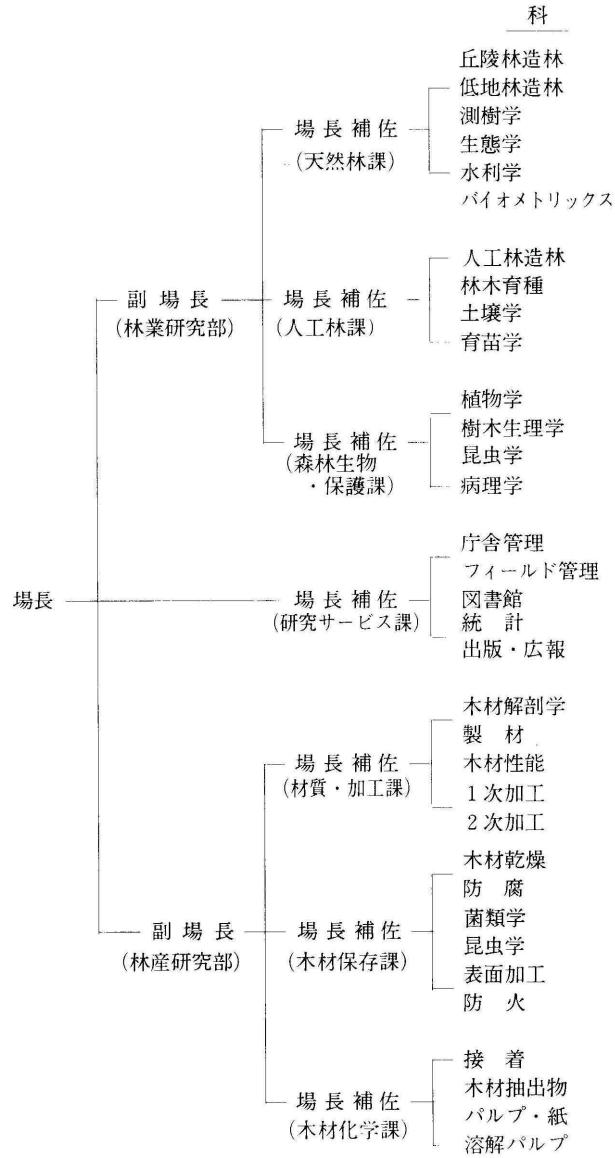 科
丘陵林造林
低地林造林
測樹学
生態学
水利学
バイオメトリックス
場長補佐
(天然林課)
人工林造林
林木育種
土壌学
育苗学
副場長
(林業研究部)
場長補佐
(人工林課)
植物学
樹木生理学
昆虫学
病理学
場長補佐
(森林生物
・保護課)
庁舎管理
フィールド管理
図書館
統計
出版・広報
場長
場長補佐
(研究サービス課)
木材解剖学
製材
木材性能
1次加工
2次加工
場長補佐
(材質・加工課)
木材乾燥
防腐
菌類学
昆虫学
表面加工
防火
副場長
(林産研究部)
場長補佐
(木材保存課)
接着
木材抽出物
パルプ・紙
溶解パルプ
場長補佐
(木材化学課)